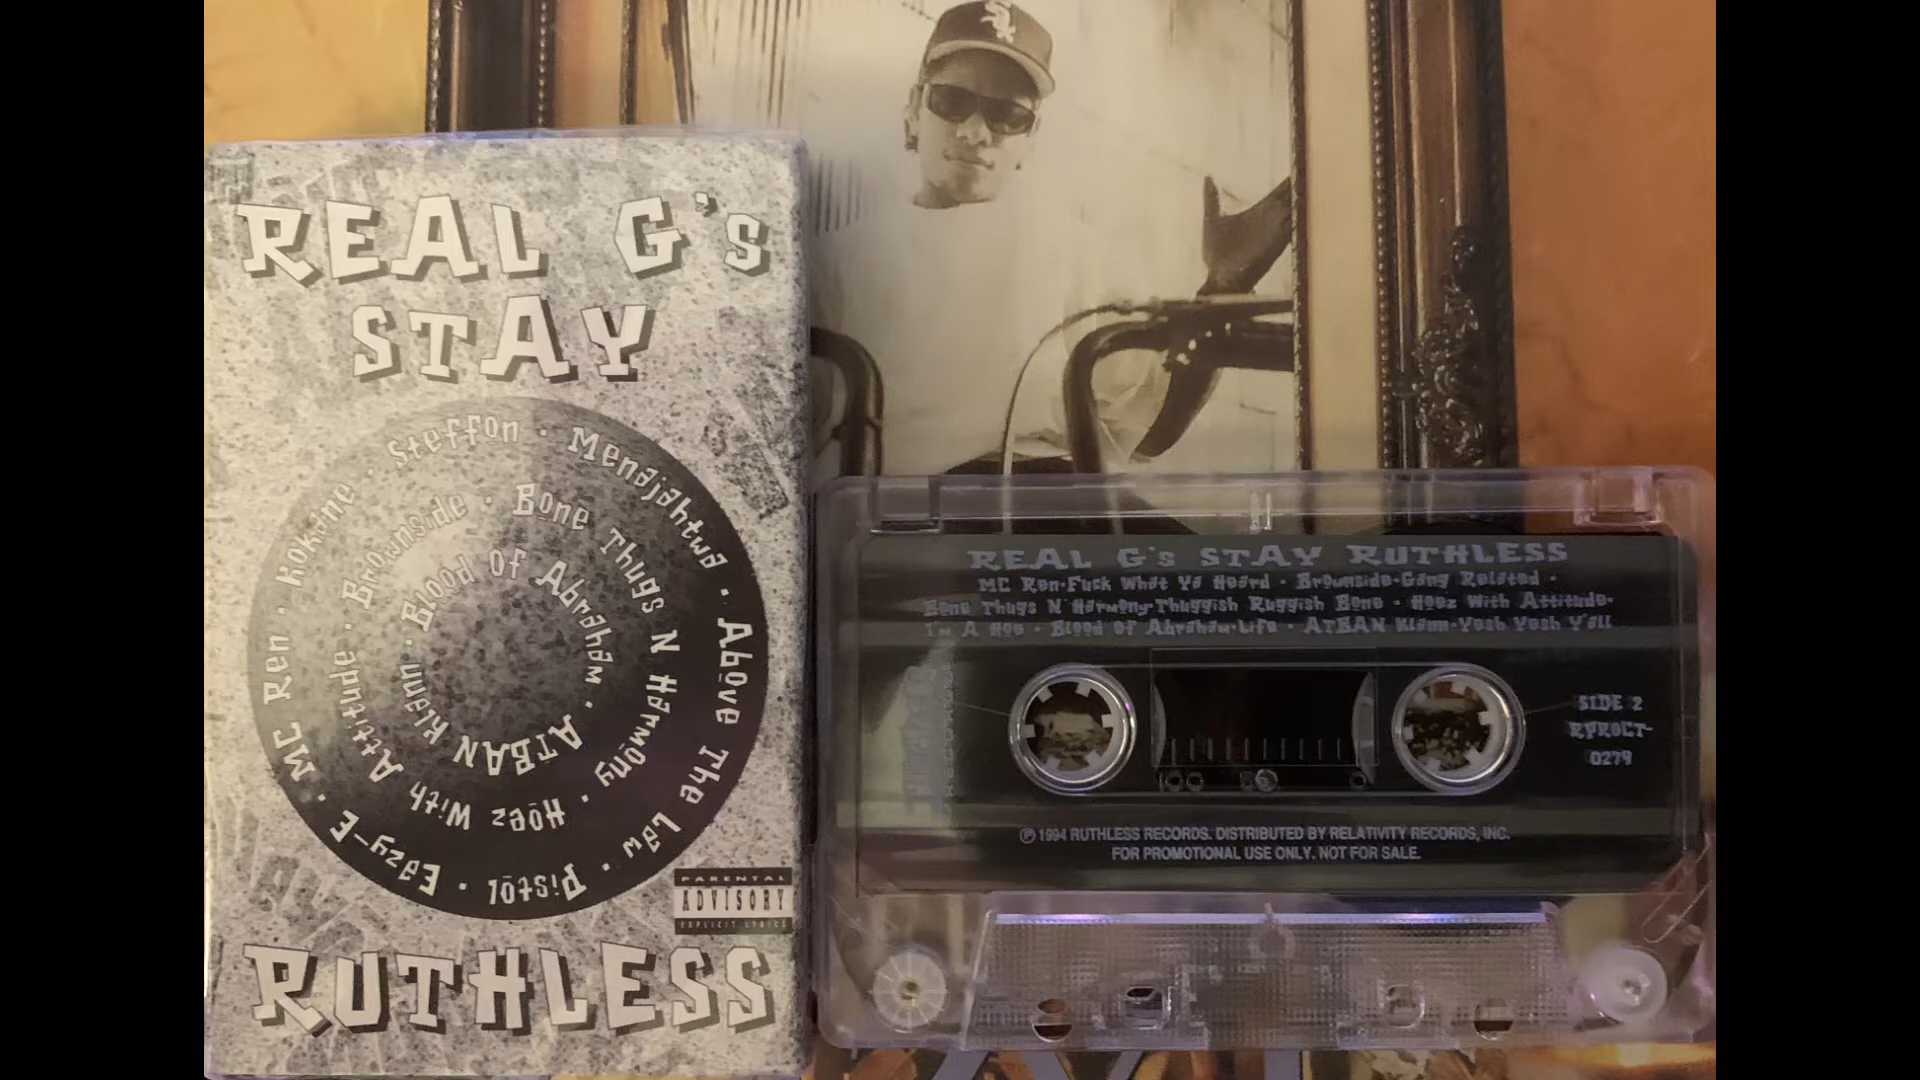 REAL G's
STAY
MC Ren · Kokane · Steffon · Menajahtwa · Above The Law · Pistol · Eazy-E ·
Hoez With Attitude · Brownside · Bone Thugs N Harmony ·
ATBAN Klann · Blood Of Abraham ·
PARENTAL
ADVISORY
EXPLICIT LYRICS
RUTHLESS
REAL G's STAY RUTHLESS
MC Ren-Fuck What Ya Heard · Brownside-Gang Related ·
Bone Thugs N' Harmony-Thuggish Ruggish Bone · Hoez With Attitude-
I'm A Hoe · Blood Of Abraham-Life · ATBAN Klann-Yeah Yeah Y'all
SIDE 2
RPROCT-
0279
℗ 1994 RUTHLESS RECORDS. DISTRIBUTED BY RELATIVITY RECORDS, INC.
FOR PROMOTIONAL USE ONLY. NOT FOR SALE.